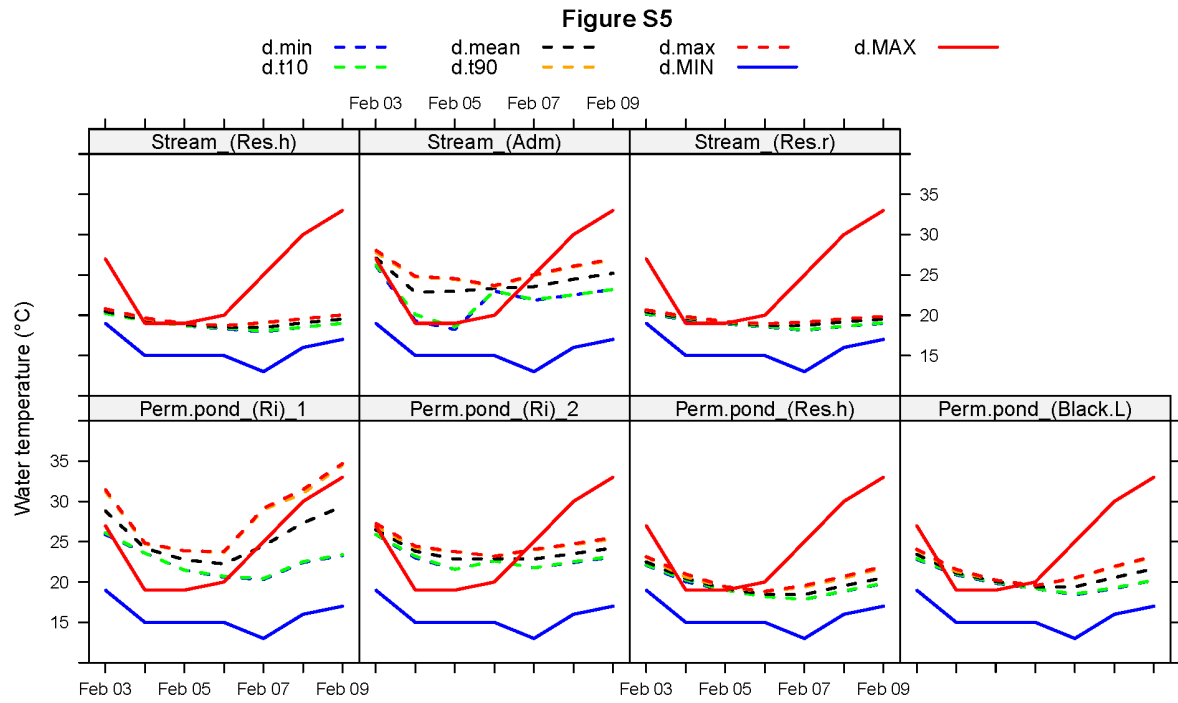 Figure S5
d.min d.mean d.max d.MAX
d.t10 d.t90 d.MIN
Feb 03 Feb 05 Feb 07 Feb 09
Stream_(Res.h) Stream_(Adm) Stream_(Res.r)
35
30
25
20
15
Perm.pond_(Ri)_1 Perm.pond_(Ri)_2 Perm.pond_(Res.h) Perm.pond_(Black.L)
35
30
25
20
15
Water temperature (°C)
Feb 03 Feb 05 Feb 07 Feb 09 Feb 03 Feb 05 Feb 07 Feb 09